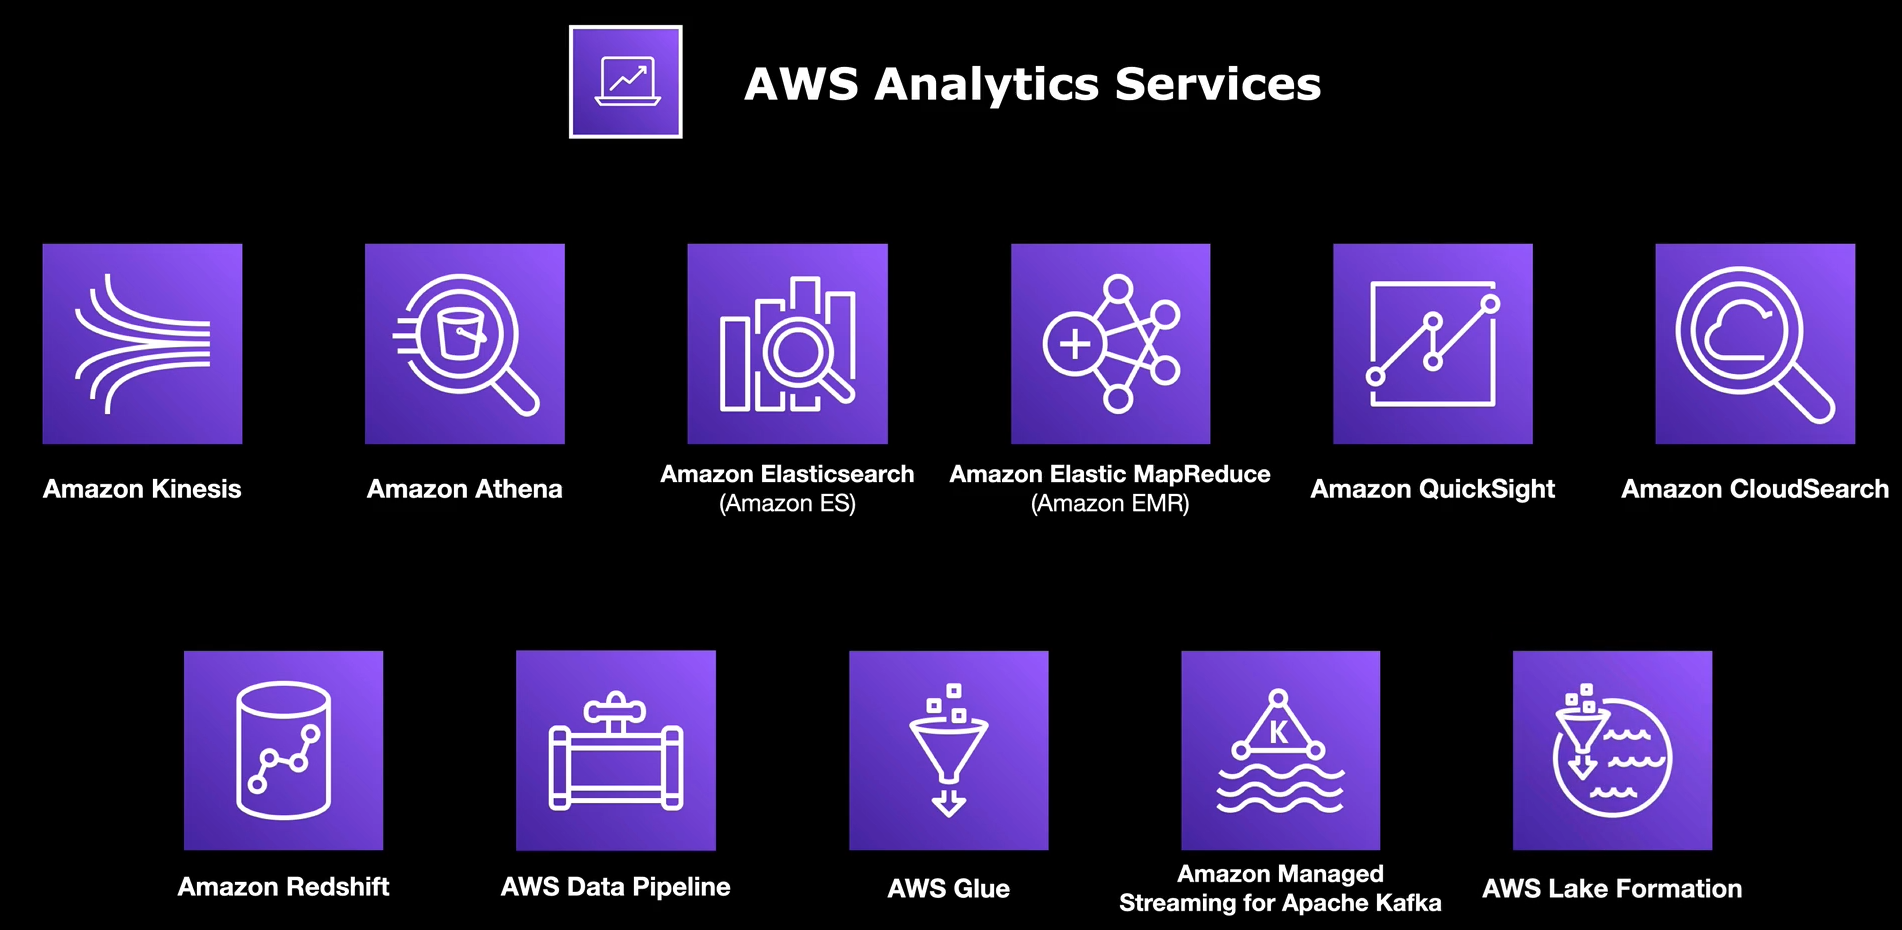 AWS Analytics Services
Amazon Kinesis
Amazon Athena
Amazon Elasticsearch
(Amazon ES)
Amazon Elastic MapReduce
(Amazon EMR)
Amazon QuickSight
Amazon CloudSearch
Amazon Redshift
AWS Data Pipeline
AWS Glue
K
Amazon Managed
Streaming for Apache Kafka
AWS Lake Formation